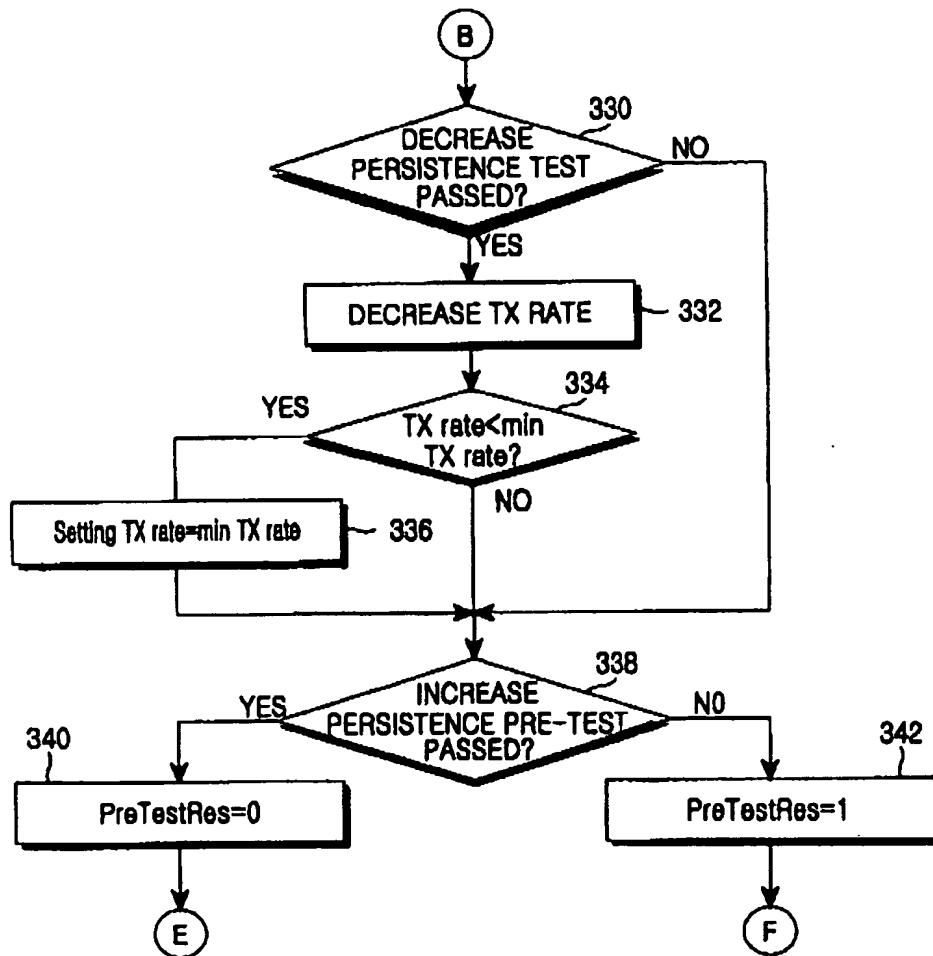 B
330
DECREASE
PERSISTENCE TEST
PASSED?
NO
YES
DECREASE TX RATE
332
334
YES
TX rate<min
TX rate?
NO
Setting TX rate=min TX rate
336
338
YES
INCREASE
PERSISTENCE PRE-TEST
PASSED?
N0
340
342
PreTestRes=0
PreTestRes=1
E
F